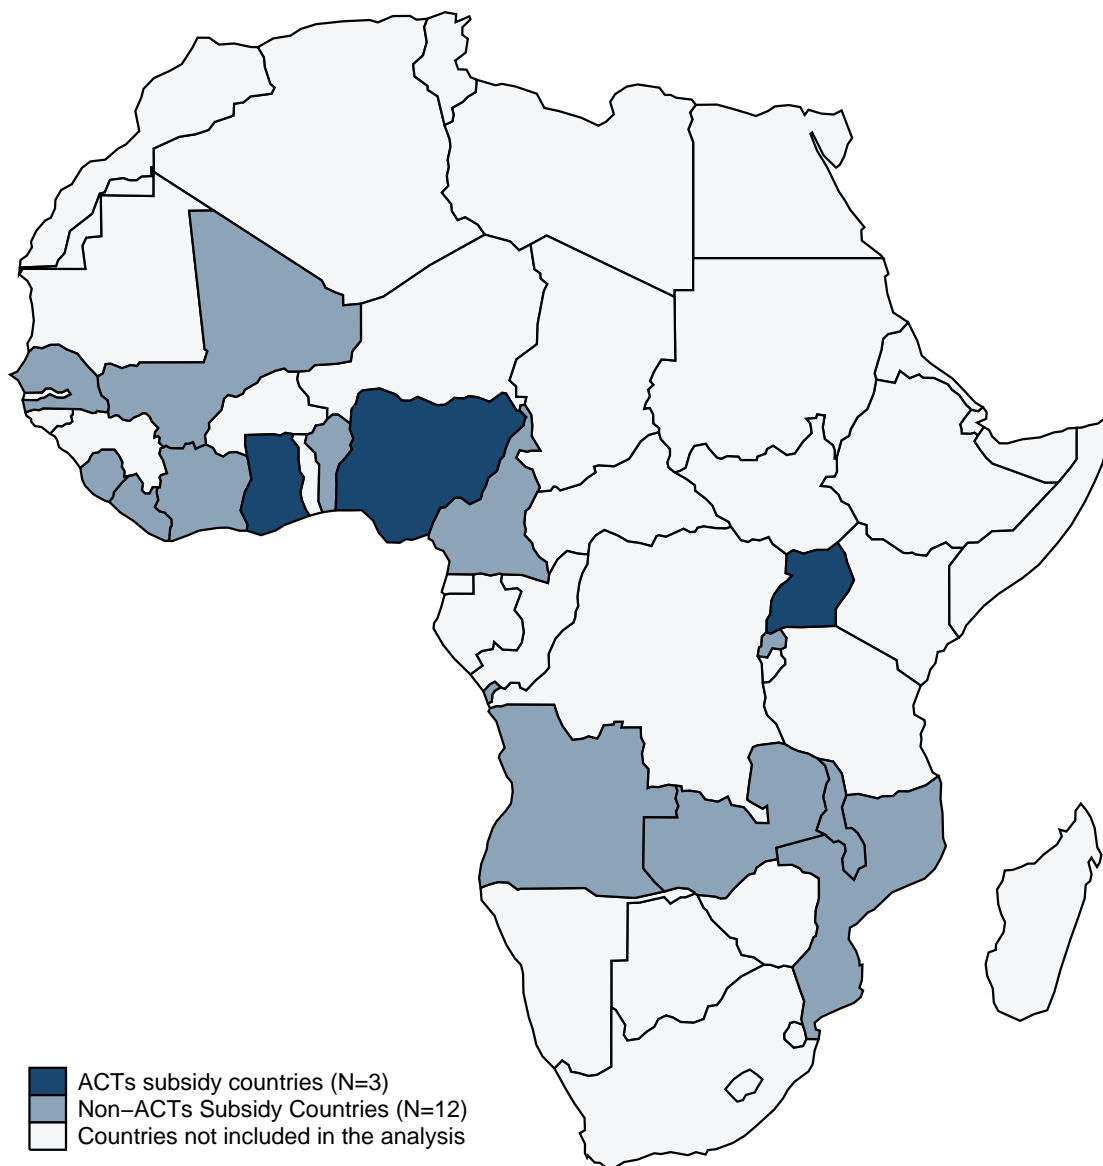 ACTs subsidy countries (N=3)
Non−ACTs Subsidy Countries (N=12)
Countries not included in the analysis